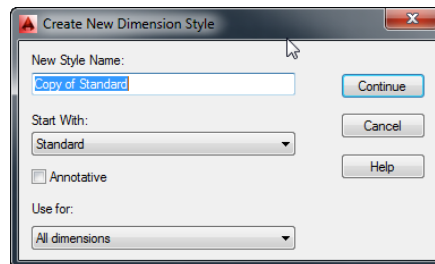 Create New Dimension Style
New Style Name:
Copy of Standard
Continue
Start With:
Cancel
Standard
Help
Annotative
Use for:
All dimensions